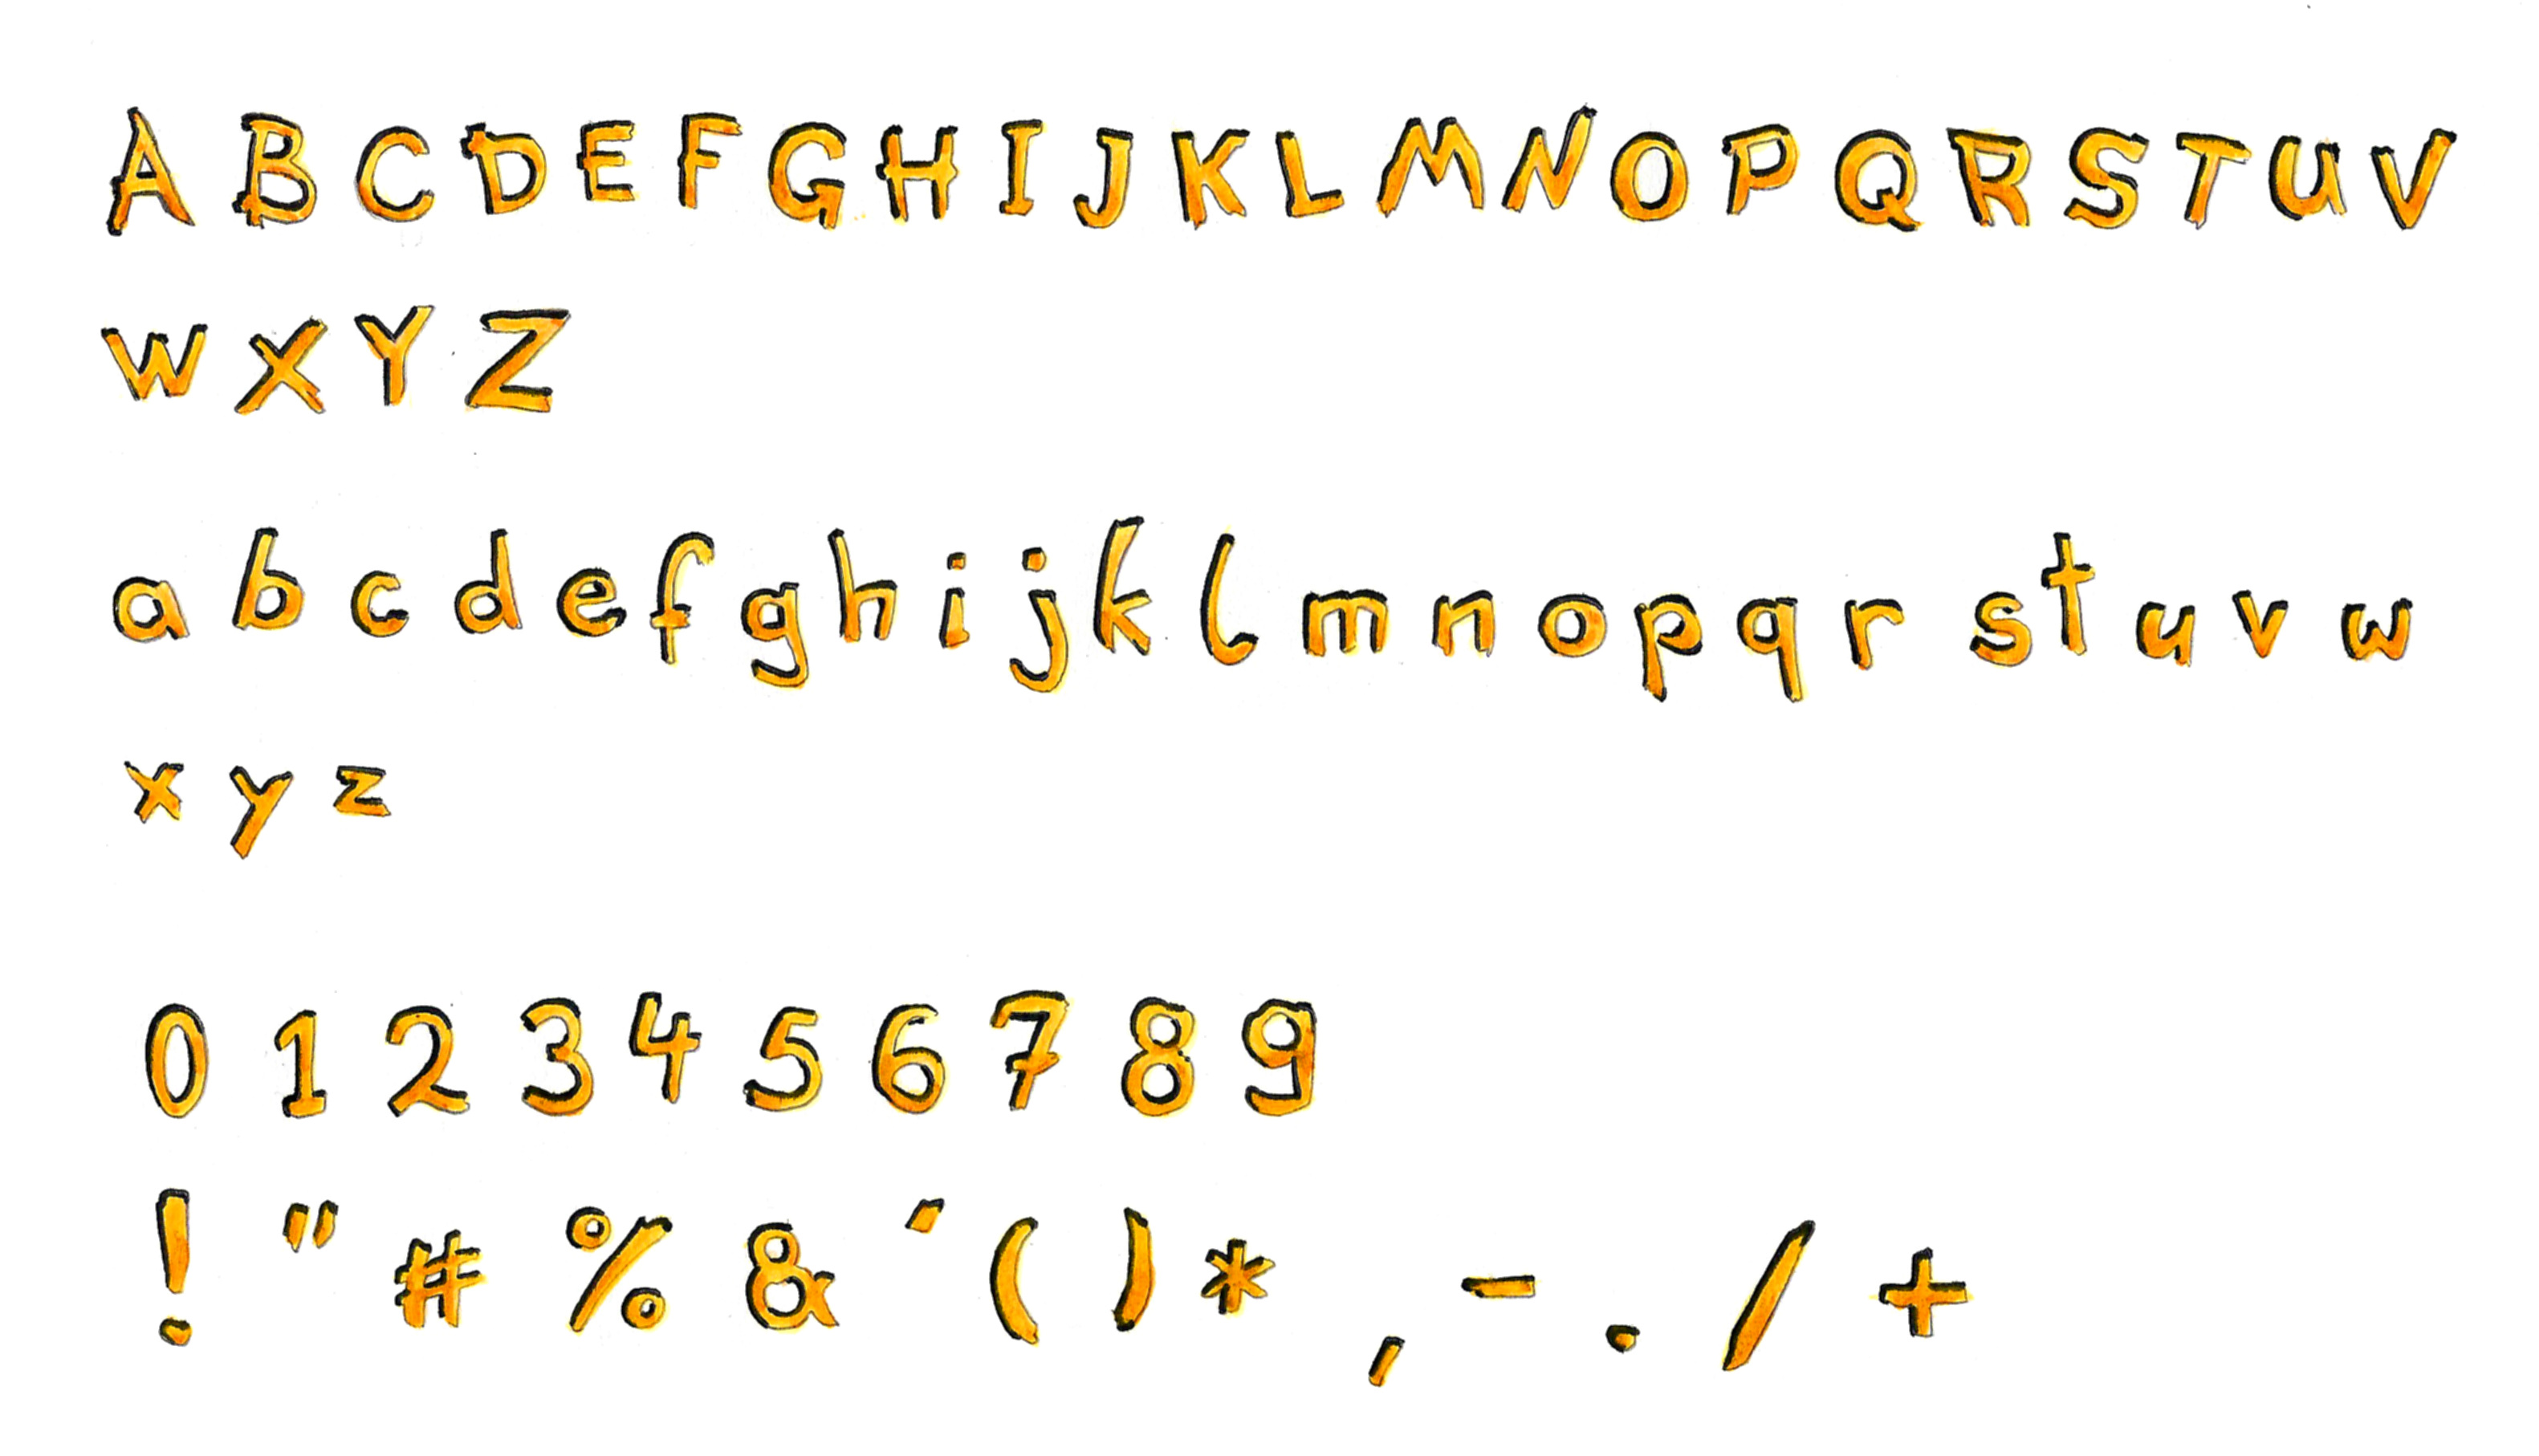 A B C D E F G H I J K L M N O P Q R S T U V
W X Y Z
a b c d e f g h i j k l m n o p q r s t u v w
x y z
0 1 2 3 4 5 6 7 8 9
! " # % & ´ ( ) * , - . / +